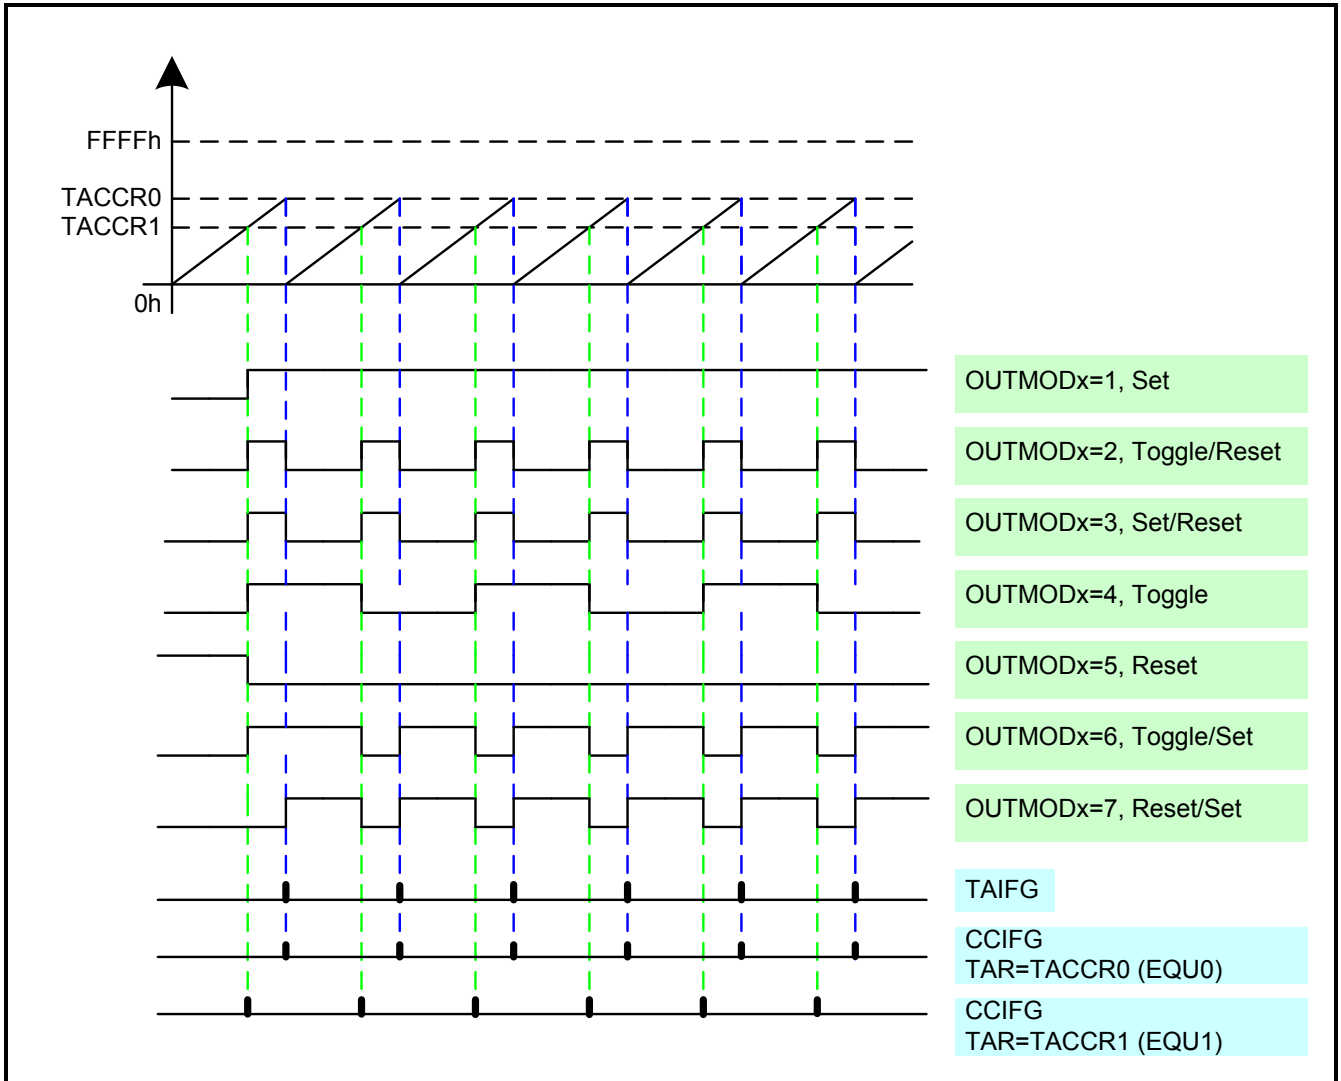 FFFFh
TACCR0
TACCR1
0h
OUTMODx=1, Set
OUTMODx=2, Toggle/Reset
OUTMODx=3, Set/Reset
OUTMODx=4, Toggle
OUTMODx=5, Reset
OUTMODx=6, Toggle/Set
OUTMODx=7, Reset/Set
TAIFG
CCIFG
TAR=TACCR0 (EQU0)
CCIFG
TAR=TACCR1 (EQU1)